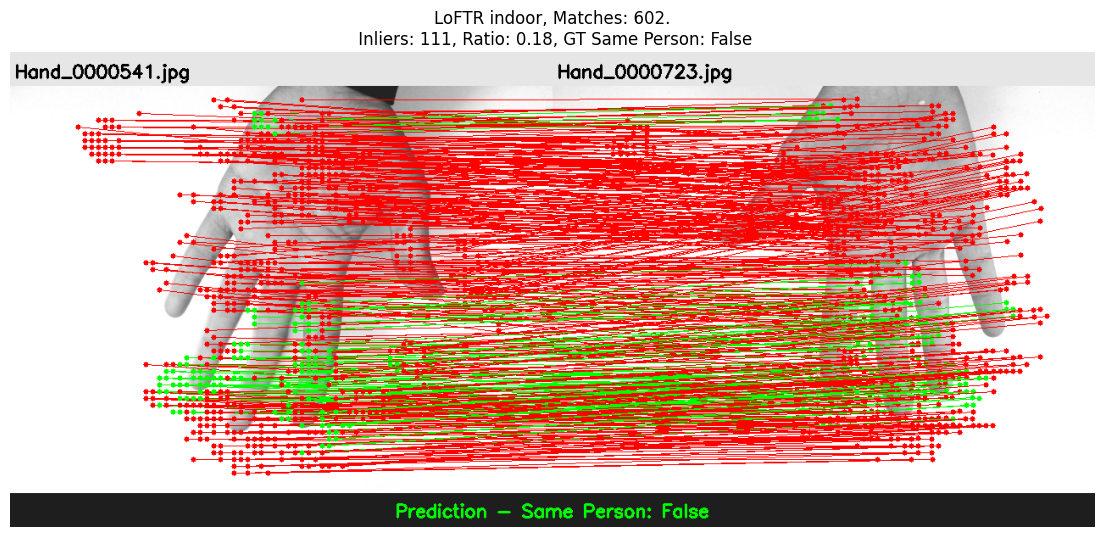 LoFTR indoor, Matches: 602.
Inliers: 111, Ratio: 0.18, GT Same Person: False
Hand_0000541.jpg
Hand_0000723.jpg
Prediction - Same Person: False